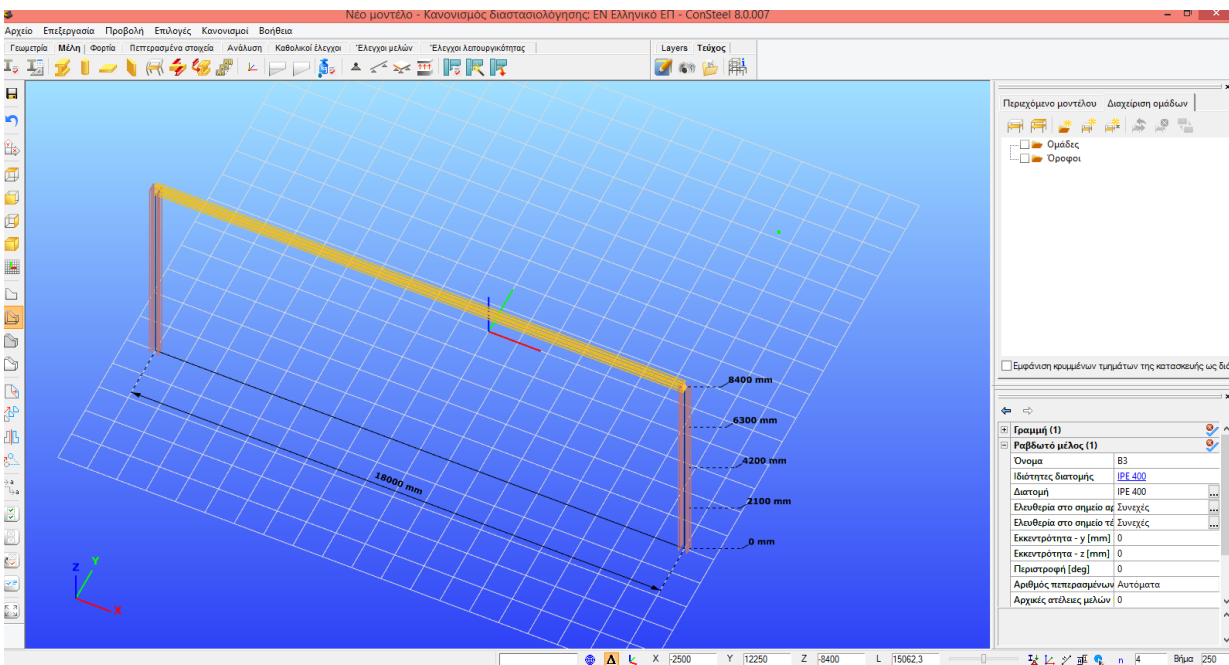 Νέο μοντέλο - Κανονισμός διαστασιολόγησης: EN Ελληνικό ΕΠ - ConSteel 8.0.007
Αρχείο Επεξεργασία Προβολή Επιλογές Κανονισμοί Βοήθεια
Γεωμετρία Μέλη Φορτία Πεπερασμένα στοιχεία Ανάλυση Καθολικοί έλεγχοι Έλεγχοι μελών Έλεγχοι λειτουργικότητας Layers Τεύχος
Περιεχόμενο μοντέλου Διαχείριση ομάδων
Ομάδες
Όροφοι
8400 mm
6300 mm
4200 mm
2100 mm
0 mm
18000 mm
Z Y
X
Εμφάνιση κρυμμένων τμημάτων της κατασκευής ως διά
Γραμμή (1)
Ραβδωτό μέλος (1)
Όνομα B3
Ιδιότητες διατομής IPE 400
Διατομή IPE 400 ...
Ελευθερία στο σημείο αρ Συνεχές ...
Ελευθερία στο σημείο τέ Συνεχές ...
Εκκεντρότητα - y [mm] 0
Εκκεντρότητα - z [mm] 0
Περιστροφή [deg] 0
Αριθμός πεπερασμένων Αυτόματα
Αρχικές ατέλειες μελών 0
Δ X -2500 Y 12250 Z -8400 L 15062,3 n 4 Βήμα 250